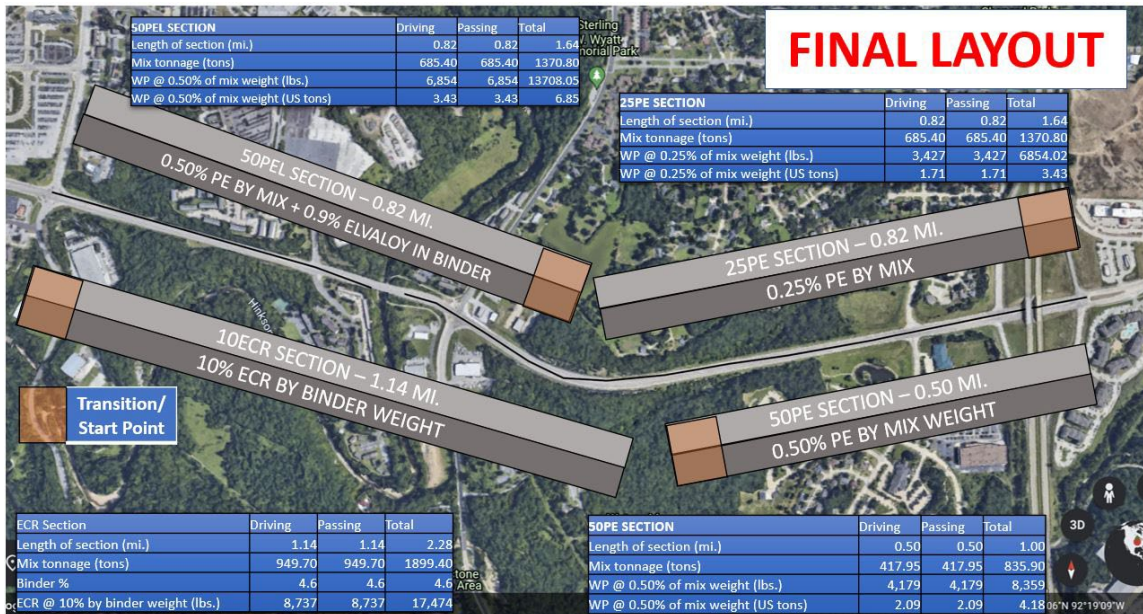 FINAL LAYOUT
50PEL SECTION Driving Passing Total
Length of section (mi.) 0.82 0.82 1.64
Mix tonnage (tons) 685.40 685.40 1370.80
WP @ 0.50% of mix weight (lbs.) 6,854 6,854 13708.05
WP @ 0.50% of mix weight (US tons) 3.43 3.43 6.85
Sterling
Wyatt
orial Park
25PE SECTION Driving Passing Total
Length of section (mi.) 0.82 0.82 1.64
Mix tonnage (tons) 685.40 685.40 1370.80
WP @ 0.25% of mix weight (lbs.) 3,427 3,427 6854.02
WP @ 0.25% of mix weight (US tons) 1.71 1.71 3.43
50PEL SECTION – 0.82 MI.
0.50% PE BY MIX + 0.9% ELVALOY IN BINDER
25PE SECTION – 0.82 MI.
0.25% PE BY MIX
Hinkson
10ECR SECTION – 1.14 MI.
10% ECR BY BINDER WEIGHT
50PE SECTION – 0.50 MI.
0.50% PE BY MIX WEIGHT
Transition/
Start Point
ECR Section Driving Passing Total
Length of section (mi.) 1.14 1.14 2.28
Mix tonnage (tons) 949.70 949.70 1899.40
Binder % 4.6 4.6 4.6
ECR @ 10% by binder weight (lbs.) 8,737 8,737 17,474
tone
Area
50PE SECTION Driving Passing Total
Length of section (mi.) 0.50 0.50 1.00
Mix tonnage (tons) 417.95 417.95 835.90
WP @ 0.50% of mix weight (lbs.) 4,179 4,179 8,359
WP @ 0.50% of mix weight (US tons) 2.09 2.09 4.18
3D
06"N 92°19'09"W